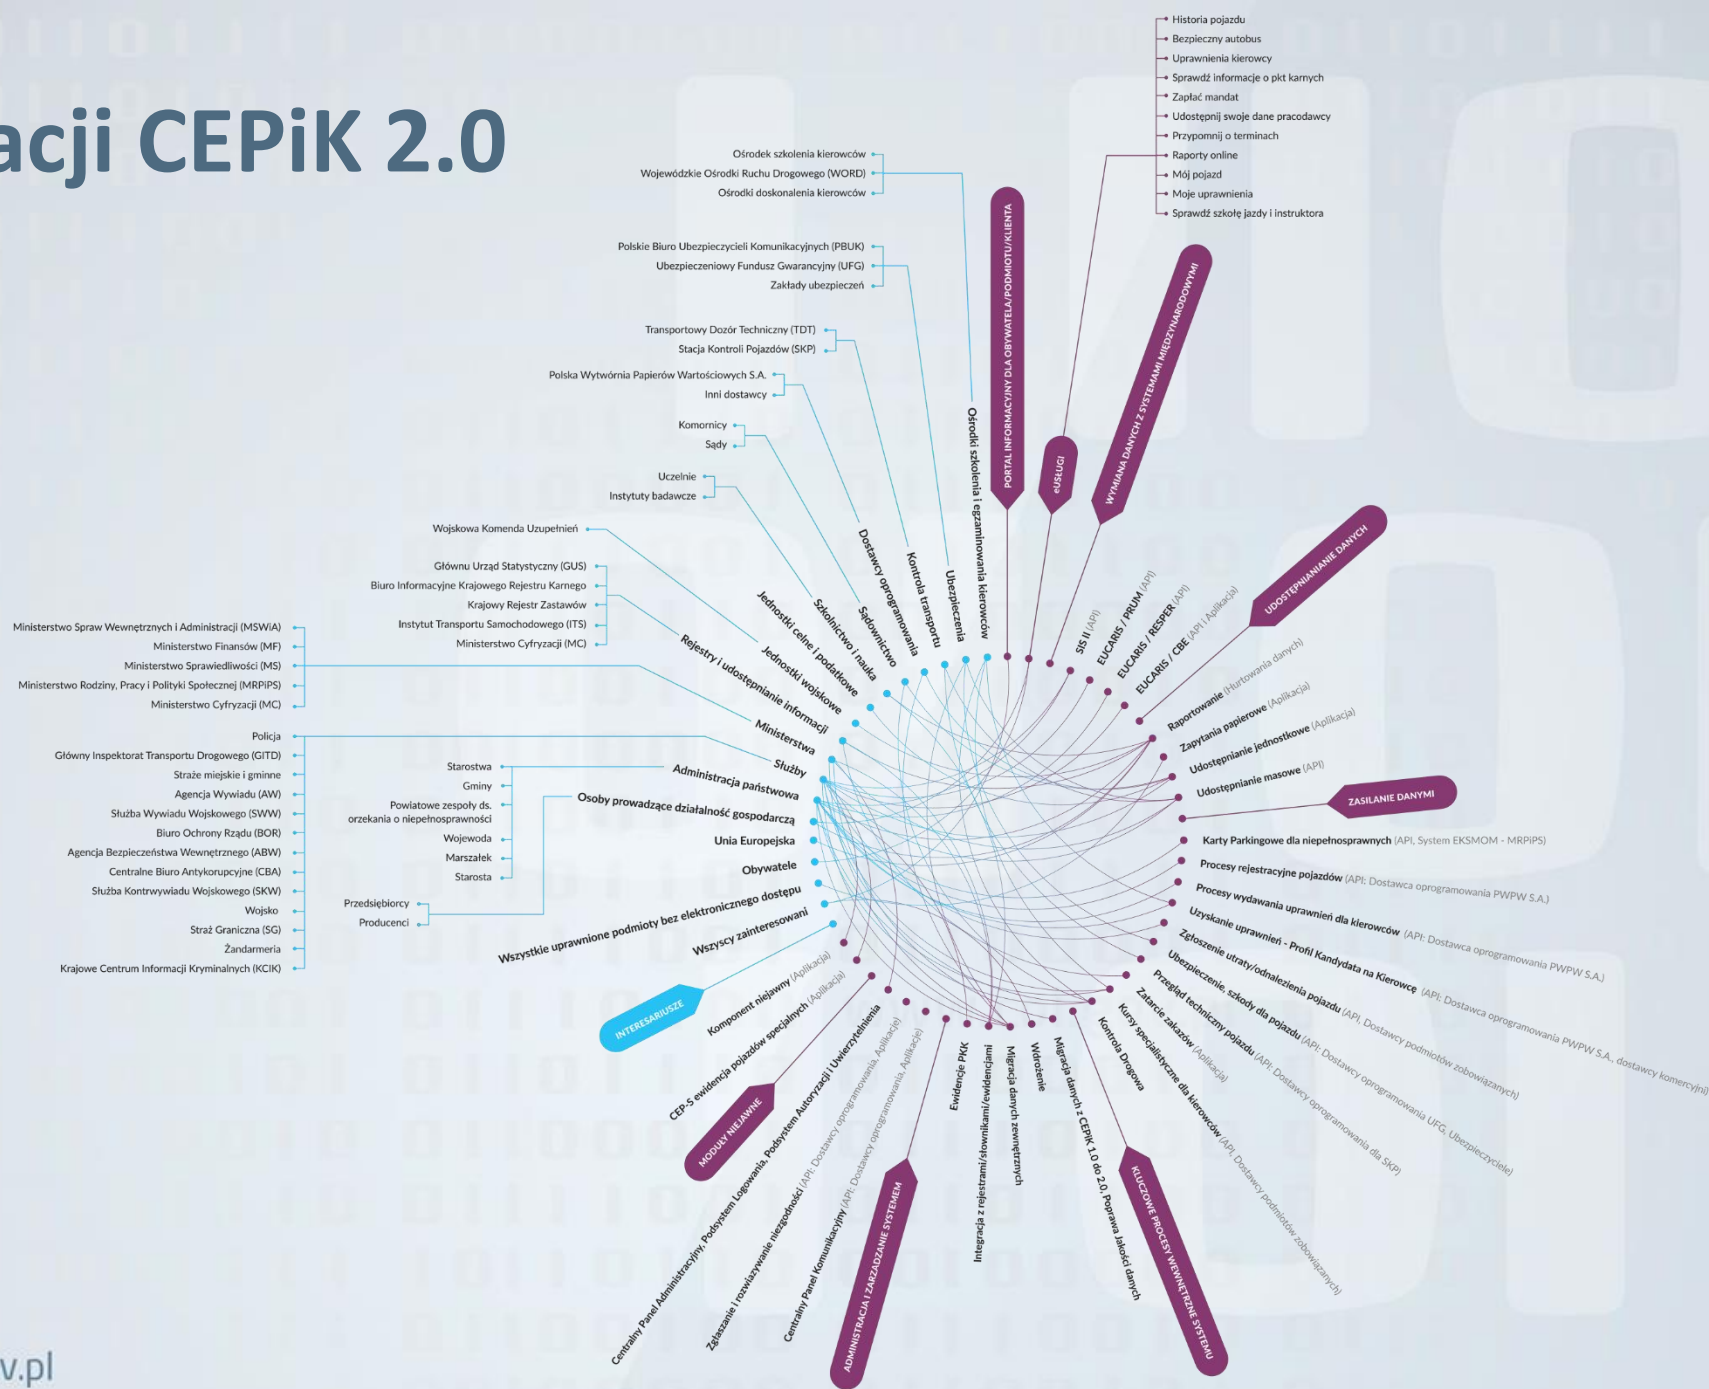 acji CEPiK 2.0
Historia pojazdu
Bezpieczny autobus
Uprawnienia kierowcy
Sprawdź informacje o pkt karnych
Zapłać mandat
Udostępnij swoje dane pracodawcy
Przypomnij o terminach
Raporty online
Mój pojazd
Moje uprawnienia
Sprawdź szkołę jazdy i instruktora
Ośrodek szkolenia kierowców
Wojewódzkie Ośrodki Ruchu Drogowego (WORD)
Ośrodki doskonalenia kierowców
Polskie Biuro Ubezpieczycieli Komunikacyjnych (PBUK)
Ubezpieczeniowy Fundusz Gwarancyjny (UFG)
Zakłady ubezpieczeń
Transportowy Dozór Techniczny (TDT)
Stacja Kontroli Pojazdów (SKP)
Polska Wytwórnia Papierów Wartościowych S.A.
Inni dostawcy
Komornicy
Sądy
Uczelnie
Instytuty badawcze
Wojskowa Komenda Uzupełnień
Głównu Urząd Statystyczny (GUS)
Biuro Informacyjne Krajowego Rejestru Karnego
Krajowy Rejestr Zastawów
Instytut Transportu Samochodowego (ITS)
Ministerstwo Cyfryzacji (MC)
Ministerstwo Spraw Wewnętrznych i Administracji (MSWiA)
Ministerstwo Finansów (MF)
Ministerstwo Sprawiedliwości (MS)
Ministerstwo Rodziny, Pracy i Polityki Społecznej (MRPiPS)
Ministerstwo Cyfryzacji (MC)
Policja
Główny Inspektorat Transportu Drogowego (GITD)
Straże miejskie i gminne
Agencja Wywiadu (AW)
Służba Wywiadu Wojskowego (SWW)
Biuro Ochrony Rządu (BOR)
Agencja Bezpieczeństwa Wewnętrznego (ABW)
Centralne Biuro Antykorupcyjne (CBA)
Służba Kontrwywiadu Wojskowego (SKW)
Wojsko
Straż Graniczna (SG)
Żandarmeria
Krajowe Centrum Informacji Kryminalnych (KCIK)
Starostwa
Gminy
Powiatowe zespoły ds.
orzekania o niepełnosprawności
Wojewoda
Marszałek
Starosta
Przedsiębiorcy
Producenci
Ośrodki szkolenia i egzaminowania kierowców
Ubezpieczenia
Kontrola transportu
Dostawcy oprogramowania
Sądownictwo
Szkolnictwo i nauka
Jednostki celne i podatkowe
Jednostki wojskowe
Rejestry i udostępnianie informacji
Ministerstwa
Służby
Administracja państwowa
Osoby prowadzące działalność gospodarczą
Unia Europejska
Obywatele
Wszystkie uprawnione podmioty bez elektronicznego dostępu
Wszyscy zainteresowani
INTERESARIUSZE
PORTAL INFORMACYJNY DLA OBYWATELA/PODMIOTU/KLIENTA
eUSŁUGI
WYMIANA DANYCH Z SYSTEMAMI MIĘDZYNARODOWYMI
SIS II (API)
EUCARIS / PRUM (API)
EUCARIS / RESPER (API)
EUCARIS / CBE (API i Aplikacja)
UDOSTĘPNIANIANIE DANYCH
Raportowanie (Hurtowania danych)
Zapytania papierowe (Aplikacja)
Udostępnianie jednostkowe (Aplikacja)
Udostępnianie masowe (API)
ZASILANIE DANYMI
Karty Parkingowe dla niepełnosprawnych (API, System EKSMOM - MRPiPS)
Procesy rejestracyjne pojazdów (API: Dostawca oprogramowania PWPW S.A.)
Procesy wydawania uprawnień dla kierowców (API: Dostawca oprogramowania PWPW S.A.)
Uzyskanie uprawnień - Profil Kandydata na Kierowcę (API: Dostawca oprogramowania PWPW S.A., dostawcy komercyjni)
Zgłoszenie utraty/odnalezienia pojazdu (API, Dostawcy podmiotów zobowiązanych)
Ubezpieczenie, szkody dla pojazdu (API: Dostawcy oprogramowania UFG, Ubezpieczyciele)
Przegląd techniczny pojazdu (API: Dostawcy oprogramowania dla SKP)
Zatarcie zakazów (Aplikacja)
Kursy specjalistyczne dla kierowców (API, Dostawcy podmiotów zobowiązanych)
Kontrola Drogowa
KLUCZOWE PROCESY WEWNĘTRZNE SYSTEMU
Migracja danych z CEPiK 1.0 do 2.0, Poprawa Jakości danych
Wdrożenie
Migracja danych zewnętrznych
Integracja z rejestrami/słownikami/ewidencjami
Ewidencje PKK
ADMINISTRACJA I ZARZADZANIE SYSTEMEM
Centralny Panel Komunikacyjny (API: Dostawcy oprogramowania, Aplikacje)
Zgłaszanie i rozwiazywanie niezgodności (API: Dostawcy oprogramowania, Aplikacje)
Centralny Panel Administracyjny, Podsystem Logowania, Podsystem Autoryzacji i Uwierzytelnienia
MODUŁY NIEJAWNE
CEP-S ewidencja pojazdów specjalnych (Aplikacja)
Komponent niejawny (Aplikacja)
v.pl